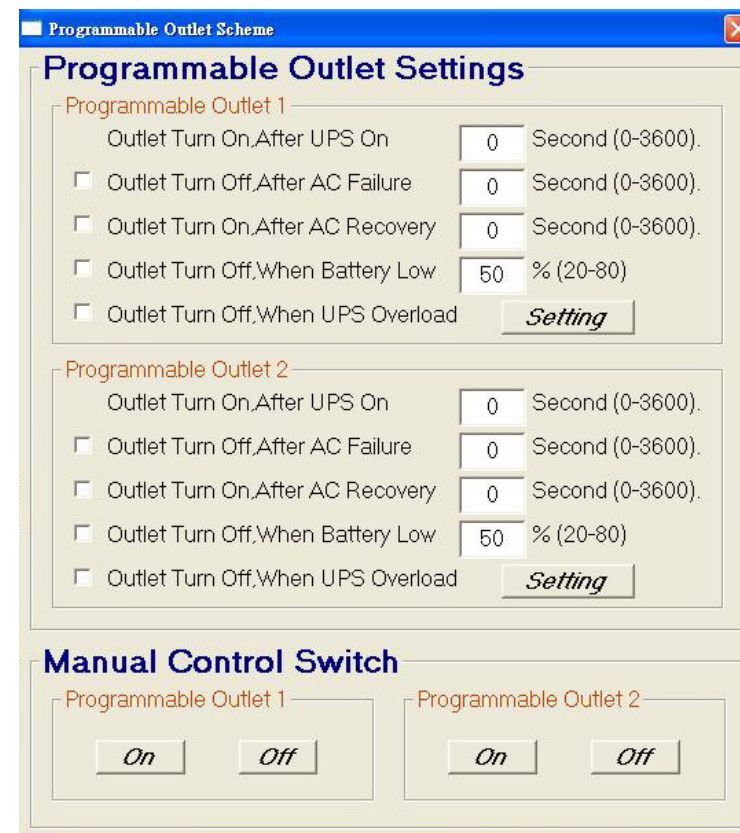 Programmable Outlet Scheme
Programmable Outlet Settings
Programmable Outlet 1
Outlet Turn On,After UPS On 0 Second (0-3600).
Outlet Turn Off,After AC Failure 0 Second (0-3600).
Outlet Turn On,After AC Recovery 0 Second (0-3600).
Outlet Turn Off,When Battery Low 50 % (20-80)
Outlet Turn Off,When UPS Overload Setting
Programmable Outlet 2
Outlet Turn On,After UPS On 0 Second (0-3600).
Outlet Turn Off,After AC Failure 0 Second (0-3600).
Outlet Turn On,After AC Recovery 0 Second (0-3600).
Outlet Turn Off,When Battery Low 50 % (20-80)
Outlet Turn Off,When UPS Overload Setting
Manual Control Switch
Programmable Outlet 1 Programmable Outlet 2
On Off On Off